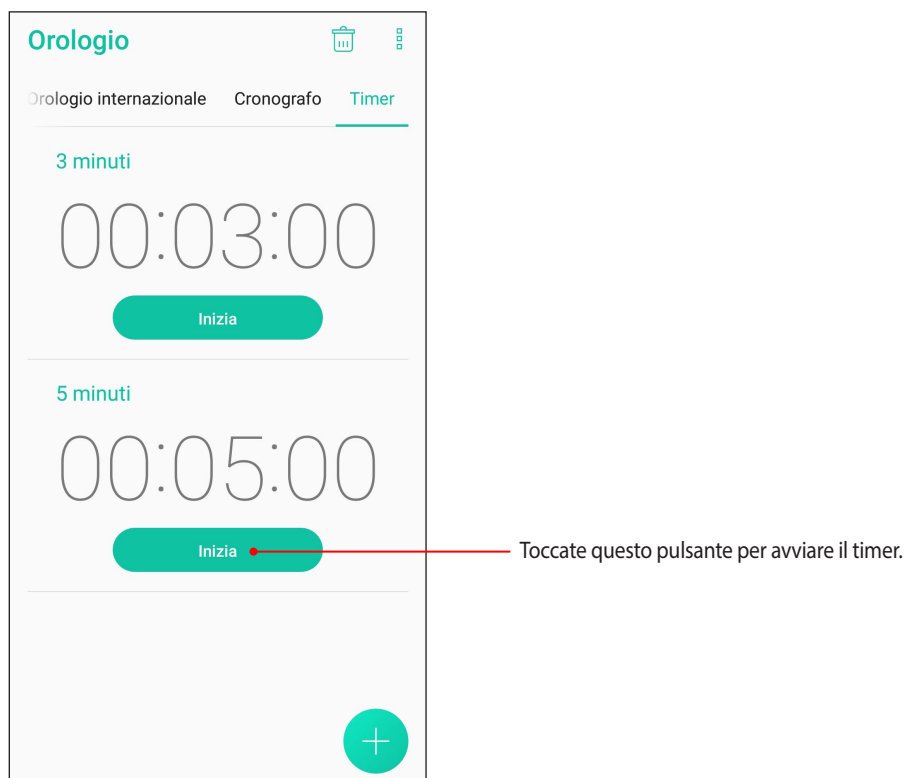 Orologio
Orologio internazionale Cronografo Timer
3 minuti
00:03:00
Inizia
5 minuti
00:05:00
Inizia
Toccate questo pulsante per avviare il timer.